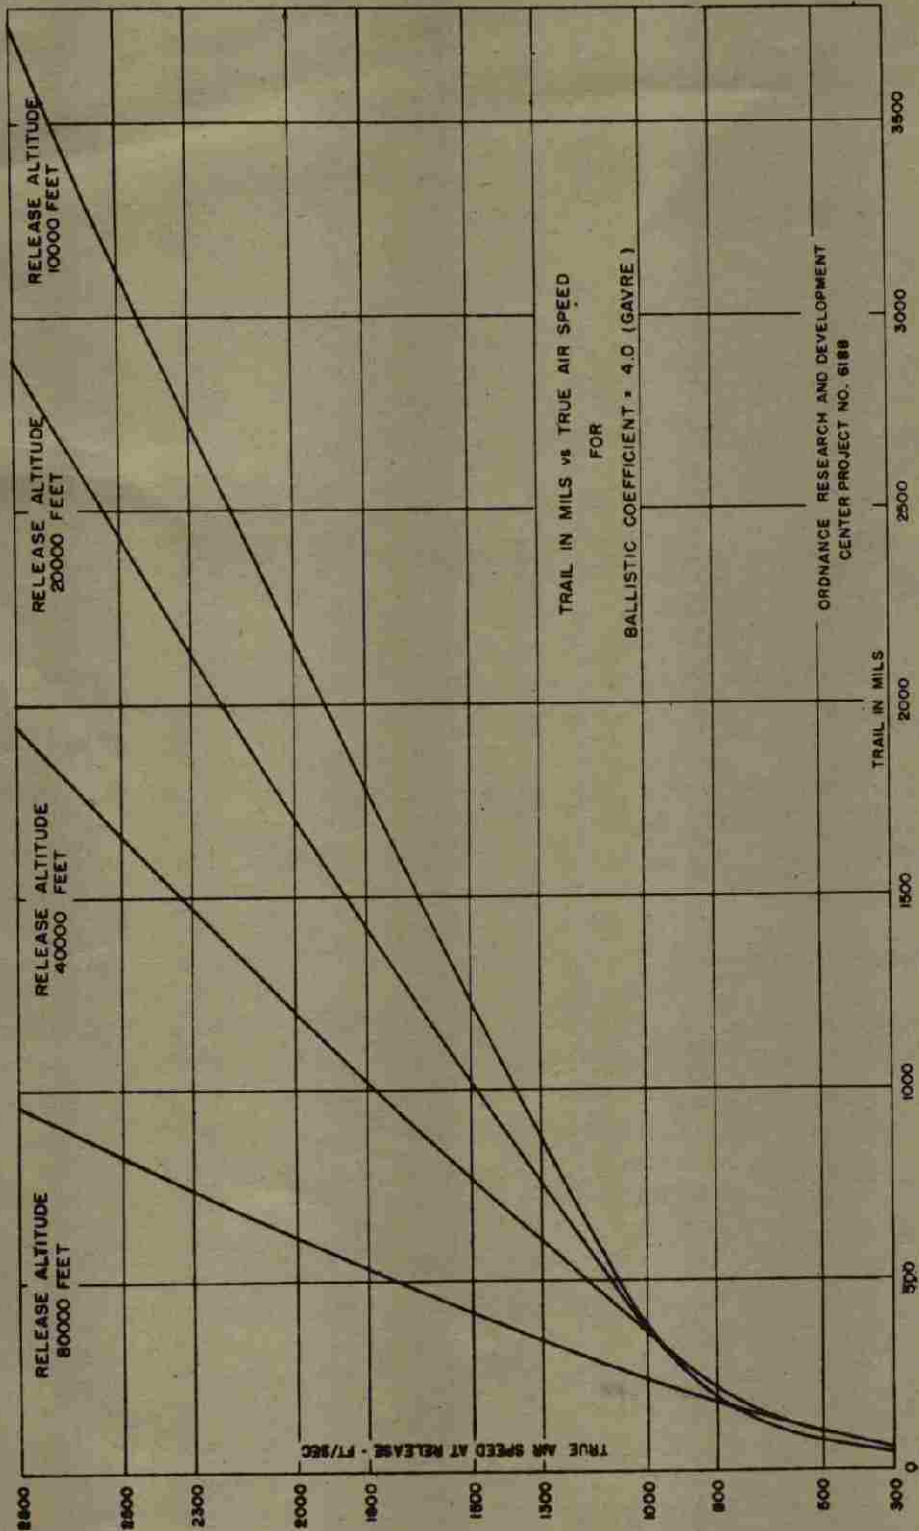 RELEASE ALTITUDE
80000 FEET
RELEASE ALTITUDE
40000
FEET
RELEASE ALTITUDE
20000 FEET
RELEASE ALTITUDE
10000 FEET
TRAIL IN MILS vs TRUE AIR SPEED
FOR
BALLISTIC COEFFICIENT = 4.0 (GAVRE)
ORDNANCE RESEARCH AND DEVELOPMENT
CENTER PROJECT NO. 6188
TRUE AIR SPEED AT RELEASE - FT/SEC
2800
2500
2300
2000
1800
1500
1300
1000
800
500
300
TRAIL IN MILS
0
500
1000
1500
2000
2500
3000
3500